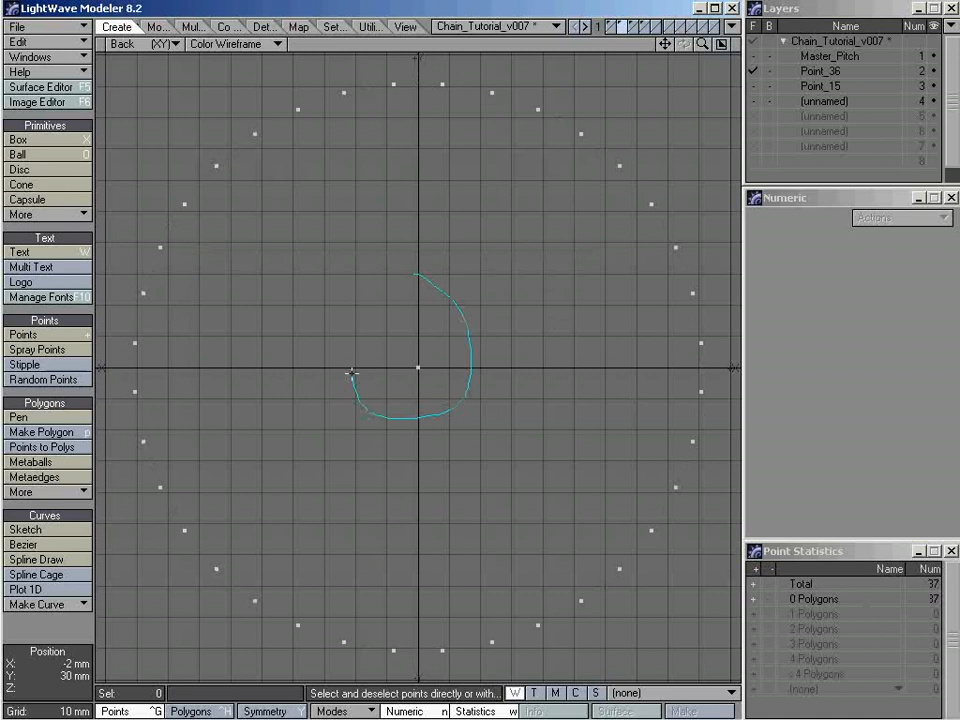 LightWave Modeler 8.2
File
Edit
Windows
Help
Surface Editor F5
Image Editor F6
Primitives
Box X
Ball O
Disc
Cone
Capsule
More
Text
Text W
Multi Text
Logo
Manage Fonts F10
Points
Points +
Spray Points
Stipple
Random Points
Polygons
Pen
Make Polygon p
Points to Polys
Metaballs
Metaedges
More
Curves
Sketch
Bezier
Spline Draw
Spline Cage
Plot 1D
Make Curve
Position
X: -2 mm
Y: 30 mm
Z:
Grid: 10 mm
Create Mo... Mul... Co... Det... Map Set... Utili... View Chain_Tutorial_v007 * 1
Back (XY) Color Wireframe
Y
X X
Sel: 0 Select and deselect points directly or with... W T M C S (none)
Points ^G Polygons ^H Symmetry Y Modes Numeric n Statistics w Info Surface Make
Layers
F B Name Num
Chain_Tutorial_v007 *
Master_Pitch 1
Point_36 2
Point_15 3
(unnamed) 4
(unnamed) 5
(unnamed) 6
(unnamed) 7
8
Numeric
Actions
Point Statistics
+ - Name Num
+ Total 37
+ 0 Polygons 37
+ 1 Polygons 0
+ 2 Polygons 0
+ 3 Polygons 0
+ 4 Polygons 0
+ >4 Polygons 0
+ - (none) 0